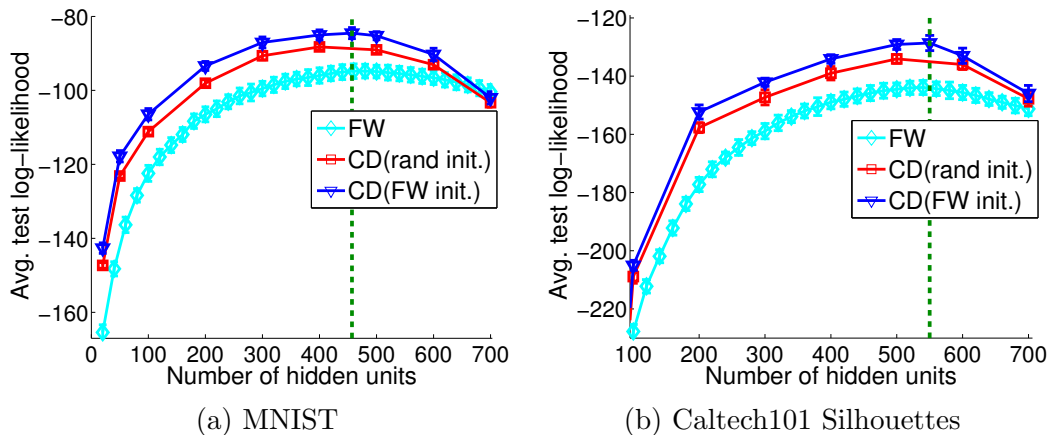 Avg. test log-likelihood
-80
-100
-120
-140
-160
FW
CD(rand init.)
CD(FW init.)
0 100 200 300 400 500 600 700
Number of hidden units
(a) MNIST
Avg. test log-likelihood
-120
-140
-160
-180
-200
-220
FW
CD(rand init.)
CD(FW init.)
100 200 300 400 500 600 700
Number of hidden units
(b) Caltech101 Silhouettes